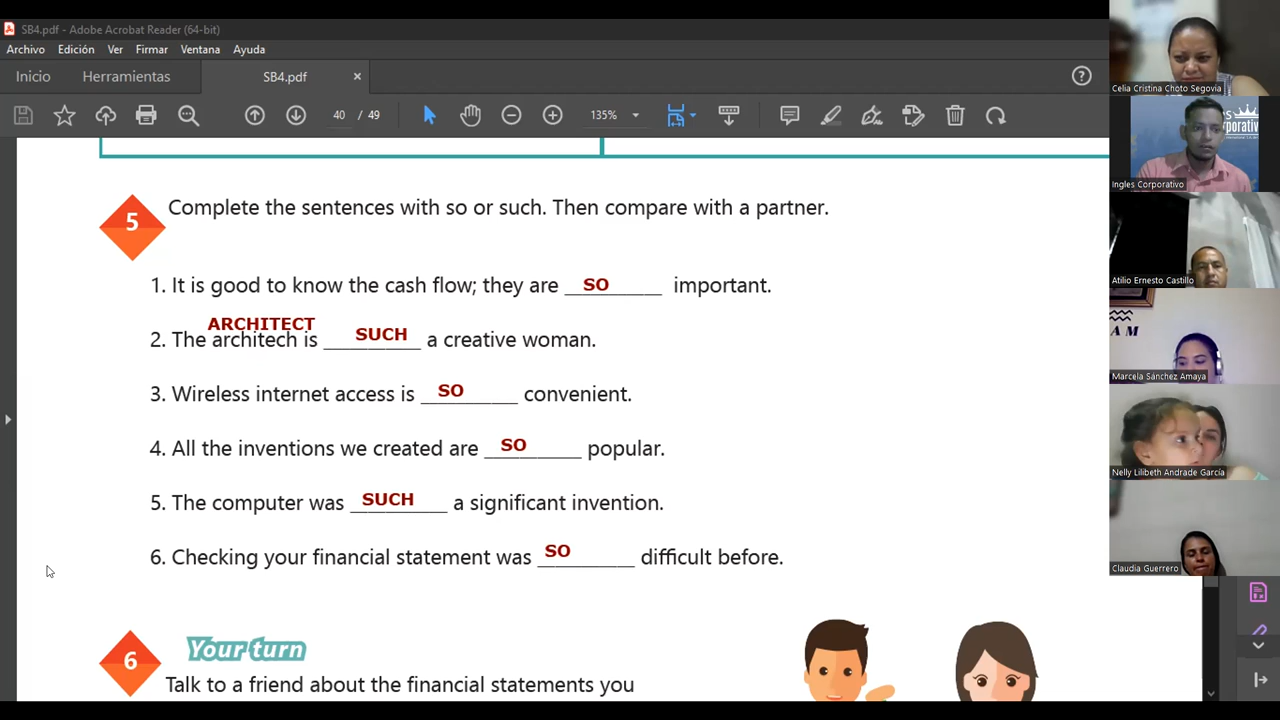 SB4.pdf - Adobe Acrobat Reader (64-bit)
Archivo Edición Ver Firmar Ventana Ayuda
Inicio Herramientas SB4.pdf
40 / 49 135%
5 Complete the sentences with so or such. Then compare with a partner.
1. It is good to know the cash flow; they are SO important.
ARCHITECT
2. The architech is SUCH a creative woman.
3. Wireless internet access is SO convenient.
4. All the inventions we created are SO popular.
5. The computer was SUCH a significant invention.
6. Checking your financial statement was SO difficult before.
6 Your turn
Talk to a friend about the financial statements you
Celia Cristina Choto Segovia
Ingles Corporativo
Atilio Ernesto Castillo
A M
Marcela Sánchez Amaya
Nelly Lilibeth Andrade García
Claudia Guerrero